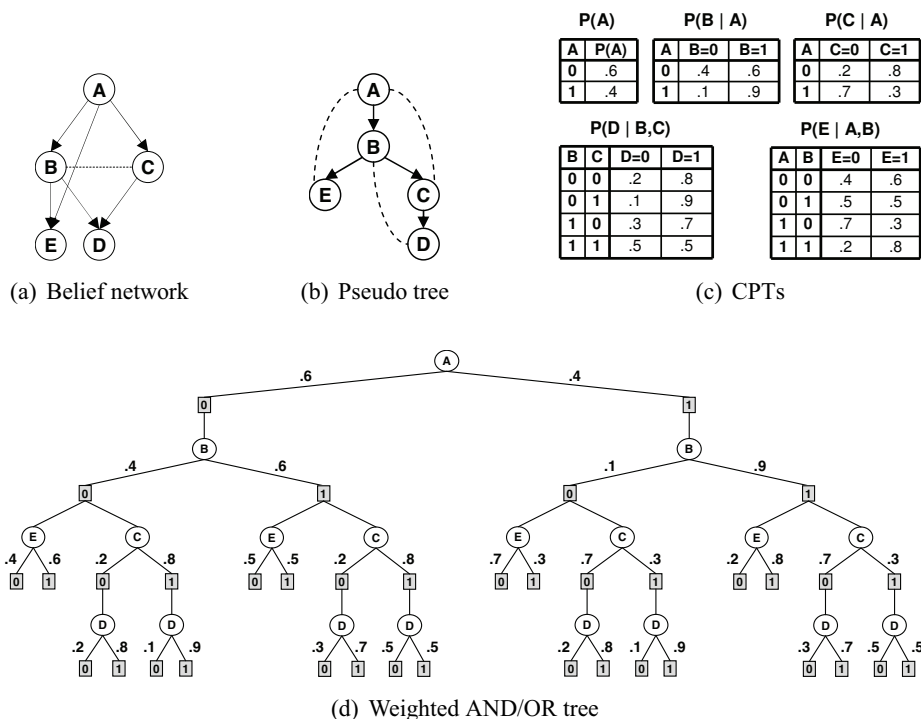 P(A) P(B | A) P(C | A)
A P(A) A B=0 B=1 A C=0 C=1
0 .6 0 .4 .6 0 .2 .8
1 .4 1 .1 .9 1 .7 .3
A A
B C B
E D E C D
P(D | B,C) P(E | A,B)
B C D=0 D=1 A B E=0 E=1
0 0 .2 .8 0 0 .4 .6
0 1 .1 .9 0 1 .5 .5
1 0 .3 .7 1 0 .7 .3
1 1 .5 .5 1 1 .2 .8
(a) Belief network (b) Pseudo tree (c) CPTs
A
.6 .4
0 1
B B
.4 .6 .1 .9
0 1 0 1
E C E C E C E C
.4 .6 .2 .8 .5 .5 .2 .8 .7 .3 .7 .3 .2 .8 .7 .3
0 1 0 1 0 1 0 1 0 1 0 1 0 1 0 1
D D D D D D D D
.2 .8 .1 .9 .3 .7 .5 .5 .2 .8 .1 .9 .3 .7 .5 .5
0 1 0 1 0 1 0 1 0 1 0 1 0 1 0 1
(d) Weighted AND/OR tree